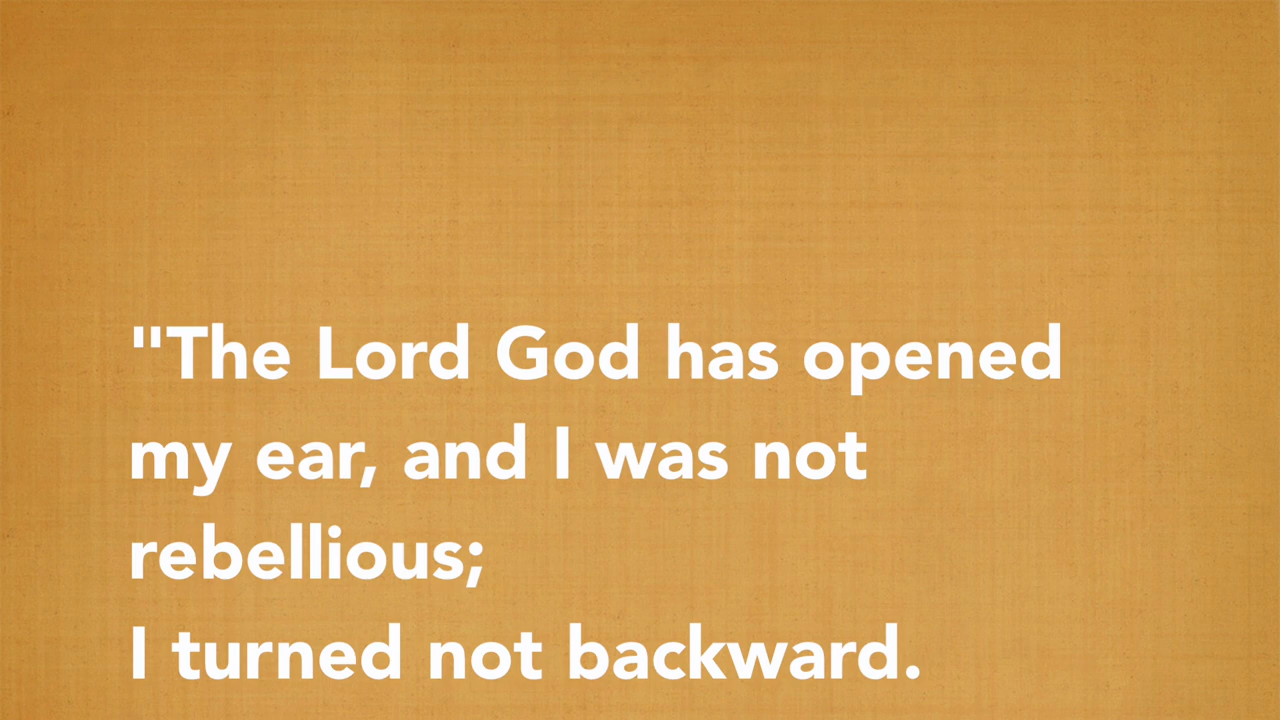 "The Lord God has opened
my ear, and I was not
rebellious;
I turned not backward.